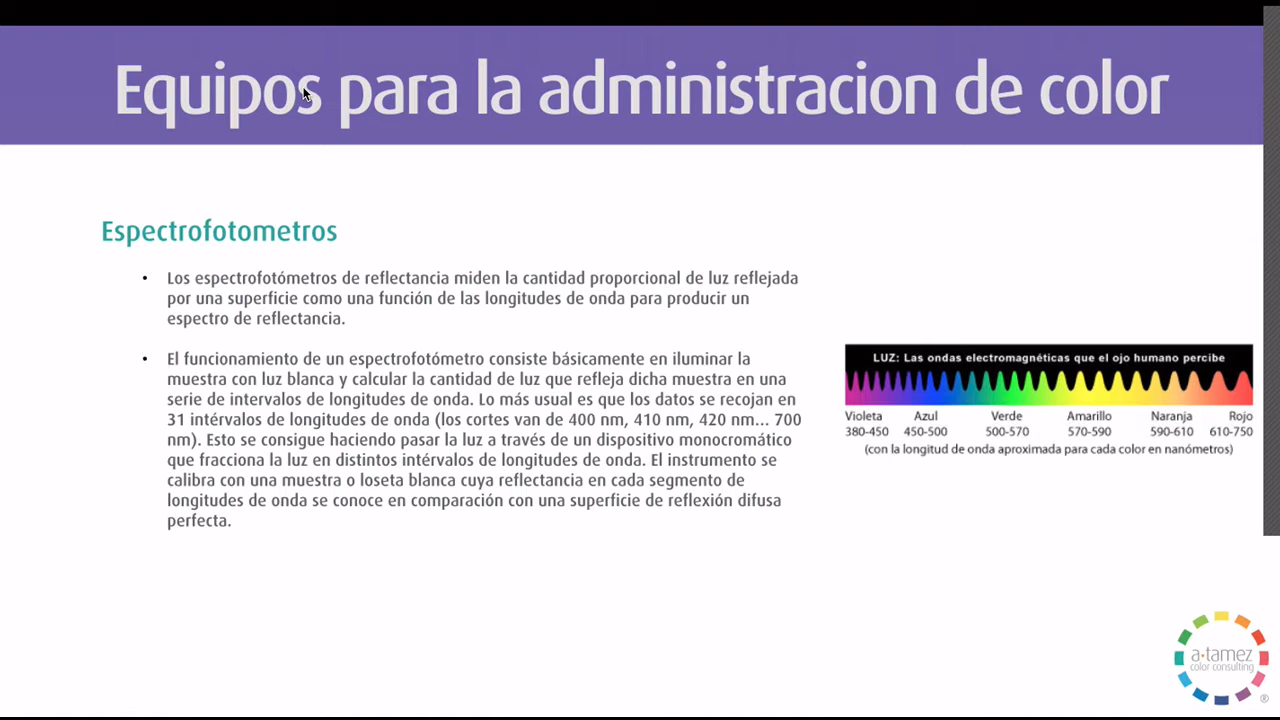 Equipos para la administracion de color
Espectrofotometros
• Los espectrofotómetros de reflectancia miden la cantidad proporcional de luz reflejada
por una superficie como una función de las longitudes de onda para producir un
espectro de reflectancia.
• El funcionamiento de un espectrofotómetro consiste básicamente en iluminar la
muestra con luz blanca y calcular la cantidad de luz que refleja dicha muestra en una
serie de intervalos de longitudes de onda. Lo más usual es que los datos se recojan en
31 intérvalos de longitudes de onda (los cortes van de 400 nm, 410 nm, 420 nm... 700
nm). Esto se consigue haciendo pasar la luz a través de un dispositivo monocromático
que fracciona la luz en distintos intérvalos de longitudes de onda. El instrumento se
calibra con una muestra o loseta blanca cuya reflectancia en cada segmento de
longitudes de onda se conoce en comparación con una superficie de reflexión difusa
perfecta.
LUZ: Las ondas electromagnéticas que el ojo humano percibe
Violeta Azul Verde Amarillo Naranja Rojo
380-450 450-500 500-570 570-590 590-610 610-750
(con la longitud de onda aproximada para cada color en nanómetros)
a·tamez
color consulting
®